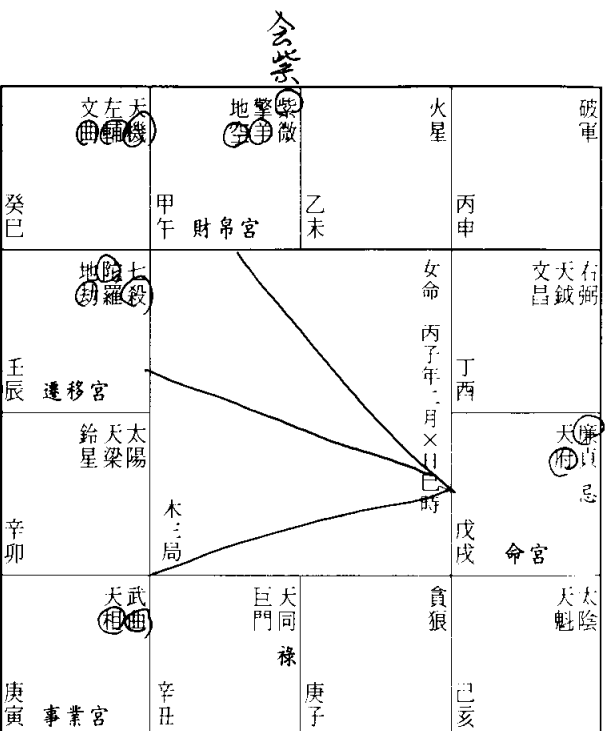 会紫
天機
左輔
文曲
癸巳
紫微
擎羊
地空
甲午 財帛宮
火星
乙未
破軍
丙申
七殺
陀羅
地劫
壬辰 遷移宮
女命 丙子年二月×日巳時
木三局
右弼
天鉞
文昌
丁酉
太陽
天梁
鈴星
辛卯
廉貞忌
天府
戊戌 命宮
武曲
天相
庚寅 事業宮
天同祿
巨門
辛丑
貪狼
庚子
太陰
天魁
己亥